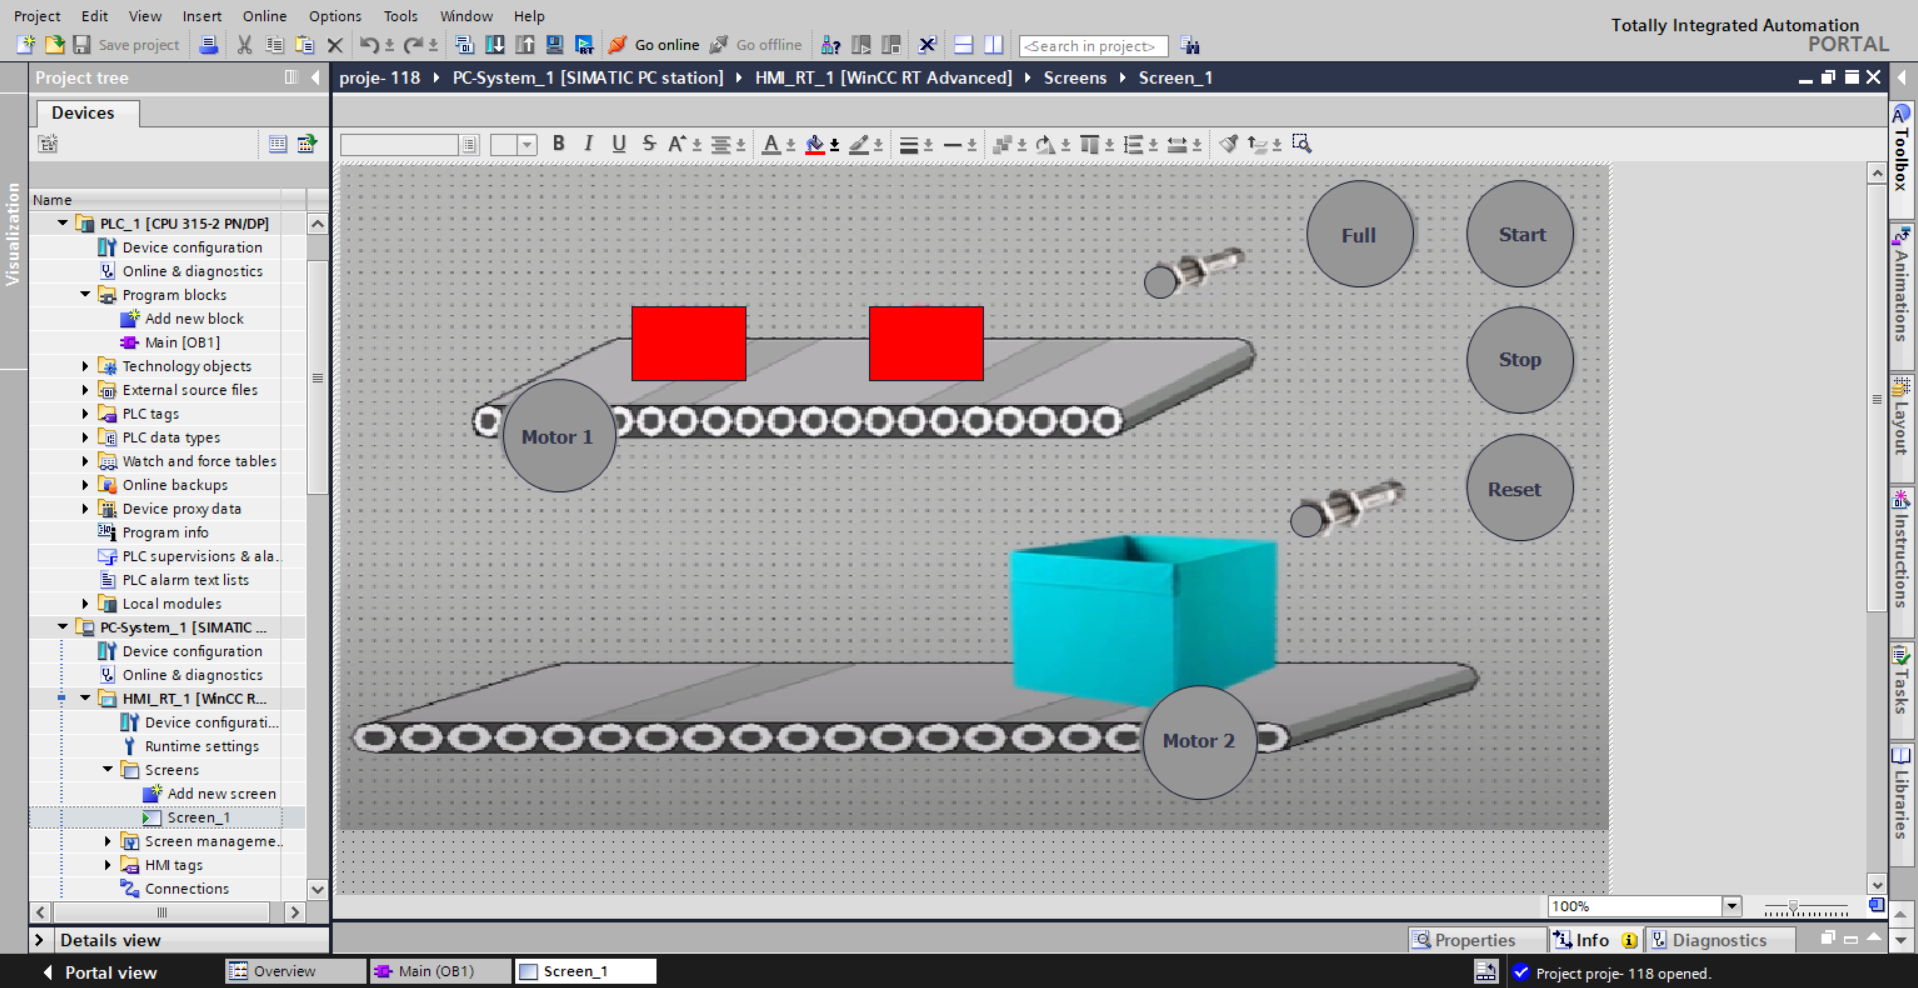 Project Edit View Insert Online Options Tools Window Help
Totally Integrated Automation
PORTAL
Save project
Go online
Go offline
<Search in project>
Project tree
proje- 118 PC-System_1 [SIMATIC PC station] HMI_RT_1 [WinCC RT Advanced] Screens Screen_1
Devices
Visualization
Name
PLC_1 [CPU 315-2 PN/DP]
Device configuration
Online & diagnostics
Program blocks
Add new block
Main [OB1]
Technology objects
External source files
PLC tags
PLC data types
Watch and force tables
Online backups
Device proxy data
Program info
PLC supervisions & ala..
PLC alarm text lists
Local modules
PC-System_1 [SIMATIC ...
Device configuration
Online & diagnostics
HMI_RT_1 [WinCC R...
Device configurati...
Runtime settings
Screens
Add new screen
Screen_1
Screen manageme..
HMI tags
Connections
Details view
B I U S A A
Full
Start
Stop
Reset
Motor 1
Motor 2
Toolbox
Animations
Layout
Instructions
Tasks
Libraries
100%
Properties
Info
Diagnostics
Portal view
Overview
Main (OB1)
Screen_1
Project proje- 118 opened.